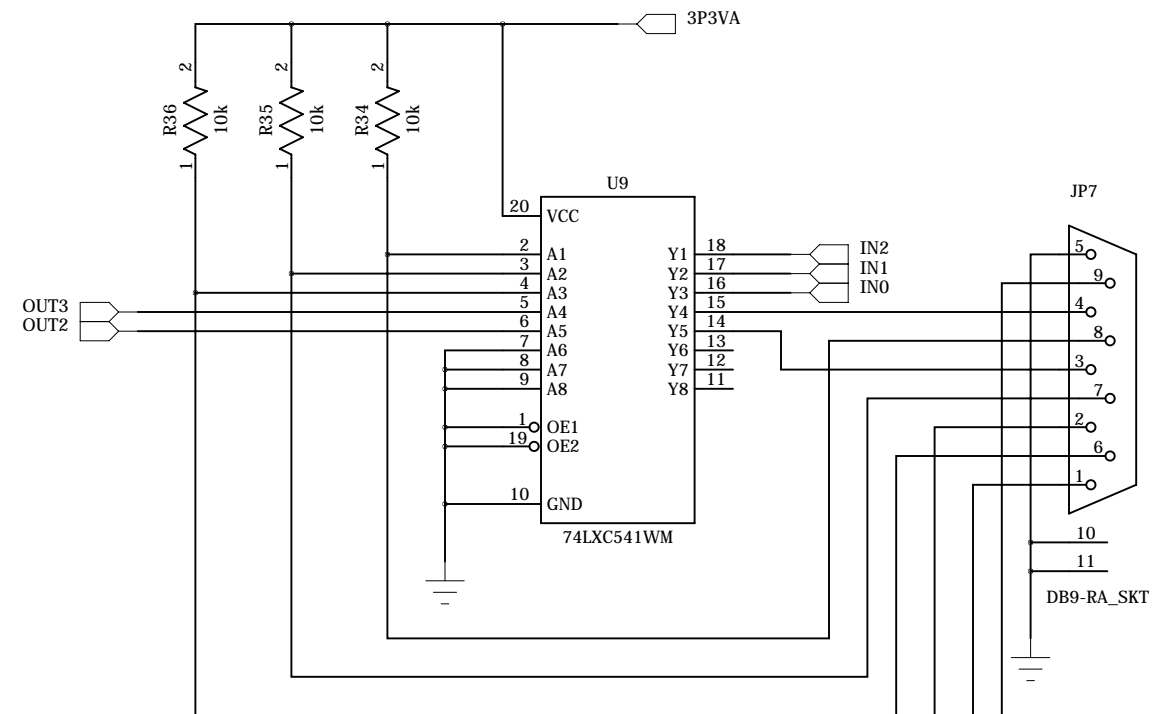 3P3VA
2 2 2
R36 10k R35 10k R34 10k
1 1 1
U9
JP7
20 VCC
2 A1 Y1 18 IN2 5
3 A2 Y2 17 IN1
4 A3 Y3 16 IN0 9
OUT3 5 A4 Y4 15 4
OUT2 6 A5 Y5 14 8
7 A6 Y6 13
8 A7 Y7 12 3
9 A8 Y8 11 7
1 OE1 2
19 OE2 6
1
10 GND
74LXC541WM
10
11
DB9-RA_SKT